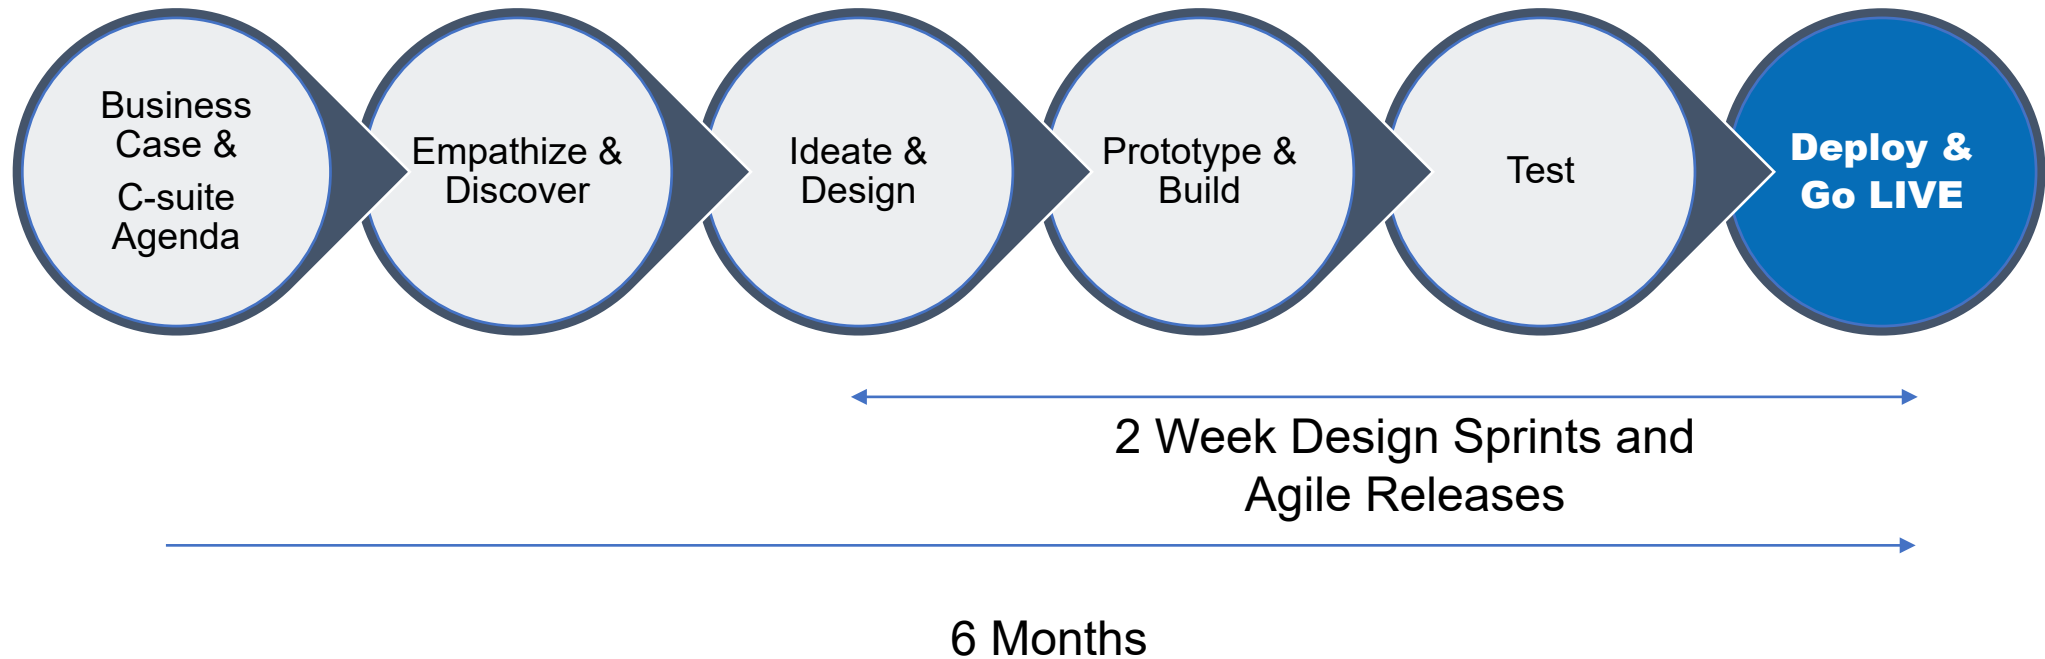 Business
Case &
C-suite
Agenda
Empathize &
Discover
Ideate &
Design
Prototype &
Build
Test
Deploy &
Go LIVE
2 Week Design Sprints and
Agile Releases
6 Months